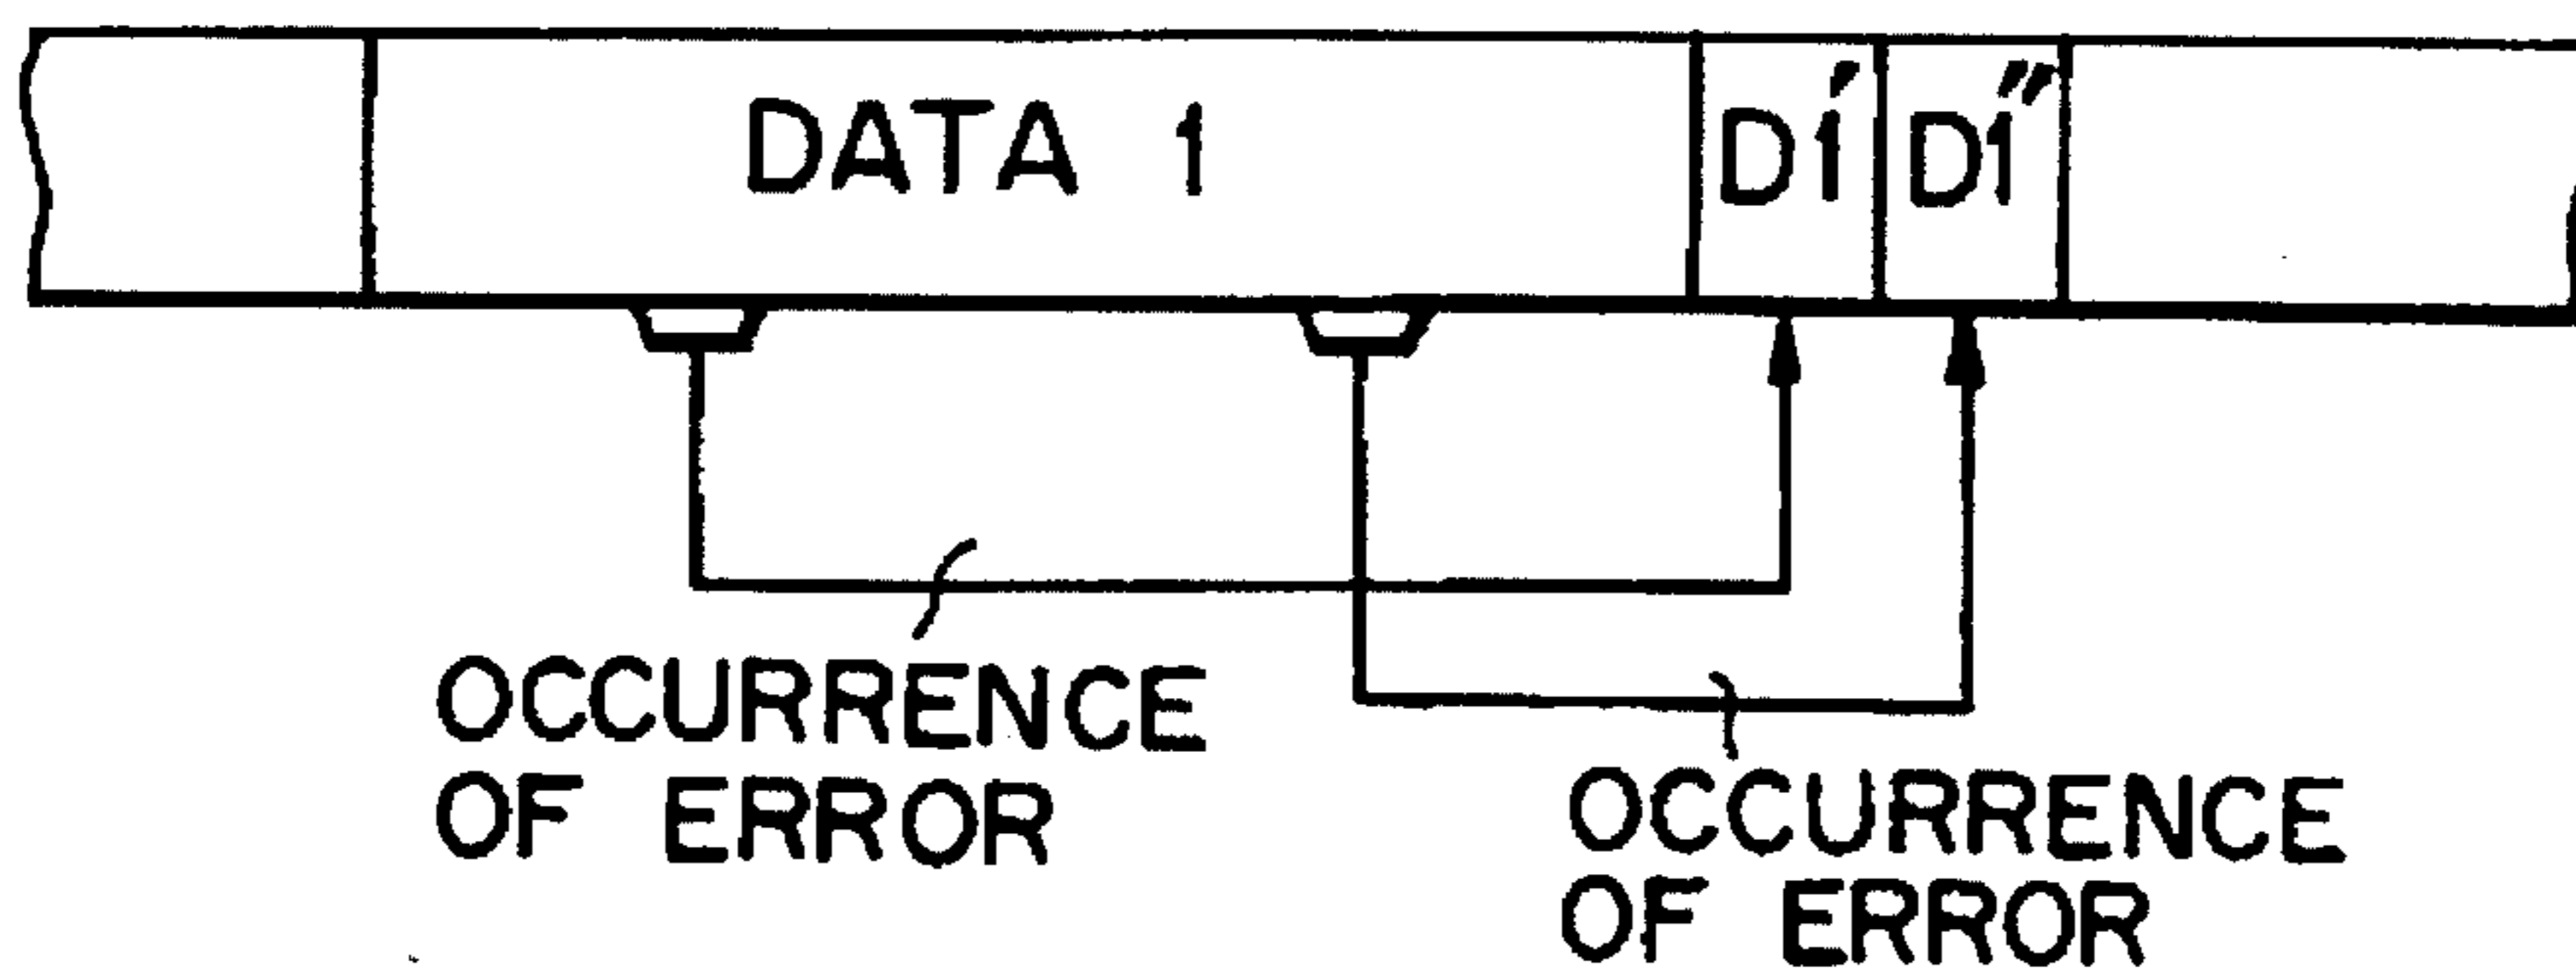 DATA 1
D1′
D1″
OCCURRENCE
OF ERROR
OCCURRENCE
OF ERROR